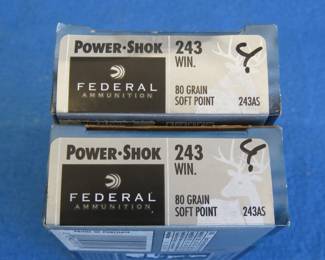 POWER·SHOK 243
WIN.
FEDERAL
AMMUNITION
80 GRAIN
SOFT POINT 243AS
POWER·SHOK 243
WIN.
FEDERAL
AMMUNITION
80 GRAIN
SOFT POINT 243AS